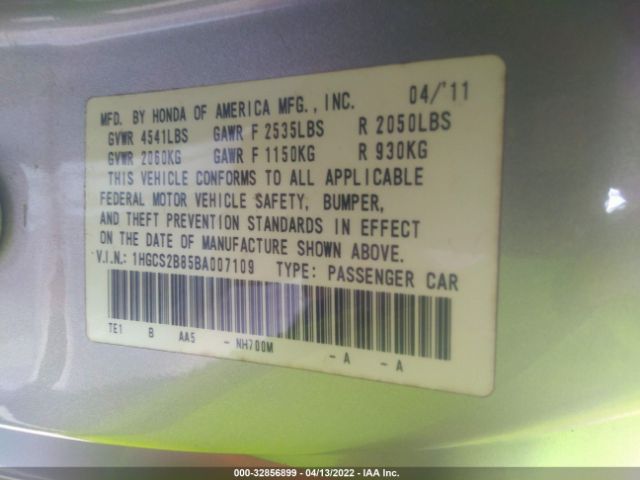 MFD. BY HONDA OF AMERICA MFG., INC. 04/'11
GVWR 4541LBS GAWR F 2535LBS R 2050LBS
GVWR 2060KG GAWR F 1150KG R 930KG
THIS VEHICLE CONFORMS TO ALL APPLICABLE
FEDERAL MOTOR VEHICLE SAFETY, BUMPER,
AND THEFT PREVENTION STANDARDS IN EFFECT
ON THE DATE OF MANUFACTURE SHOWN ABOVE.
V.I.N.: 1HGCS2B85BA007109 TYPE: PASSENGER CAR
TE1 B AA5 - NH700M - A - A
000-32856899 - 04/13/2022 - IAA Inc.